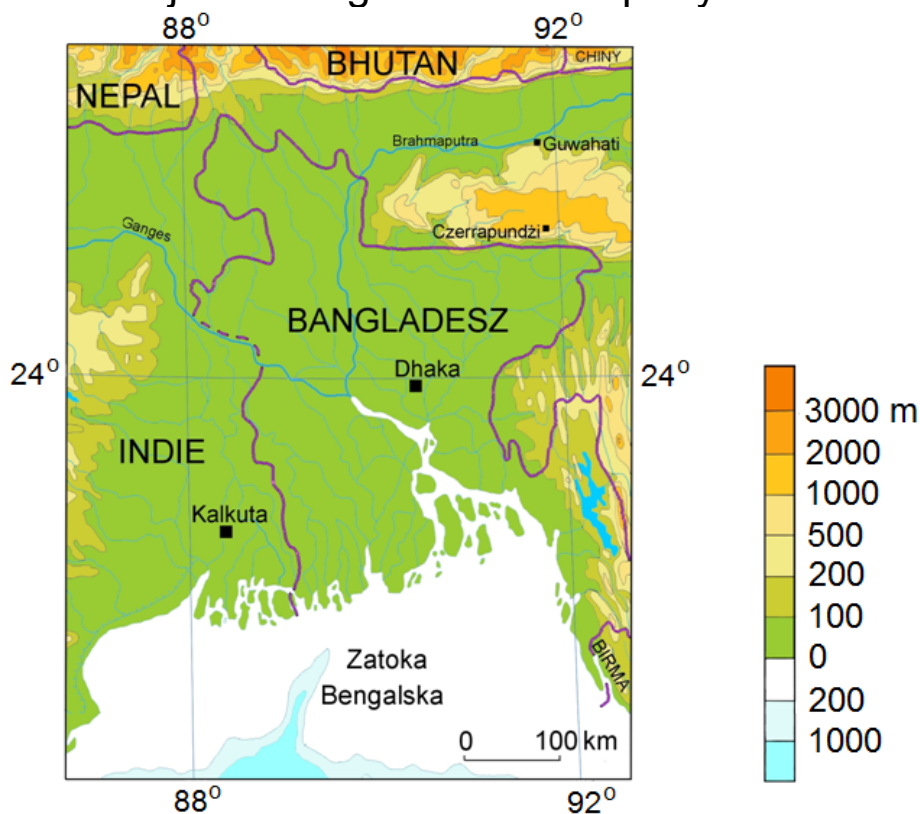 88°
92°
BHUTAN
CHINY
NEPAL
Brahmaputra
Guwahati
Ganges
Czerrapundżi
BANGLADESZ
24°
Dhaka
24°
INDIE
Kalkuta
3000 m
2000
1000
500
200
100
0
200
1000
BIRMA
Zatoka
Bengalska
0 100 km
88°
92°